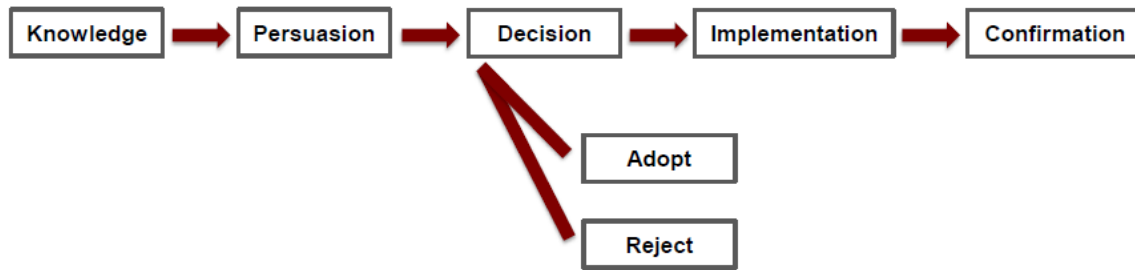 Knowledge
Persuasion
Decision
Implementation
Confirmation
Adopt
Reject